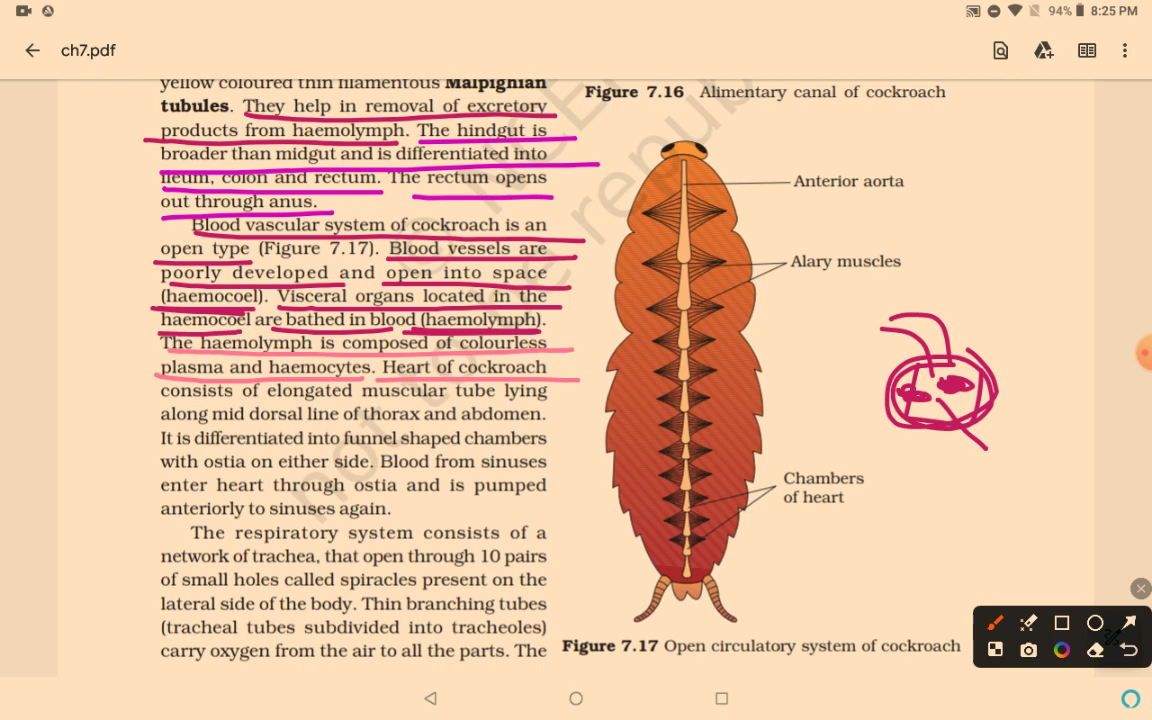 94% 8:25 PM
ch7.pdf
yellow coloured thin filamentous Malpighian
tubules. They help in removal of excretory
products from haemolymph. The hindgut is
broader than midgut and is differentiated into
ileum, colon and rectum. The rectum opens
out through anus.
Blood vascular system of cockroach is an
open type (Figure 7.17). Blood vessels are
poorly developed and open into space
(haemocoel). Visceral organs located in the
haemocoel are bathed in blood (haemolymph).
The haemolymph is composed of colourless
plasma and haemocytes. Heart of cockroach
consists of elongated muscular tube lying
along mid dorsal line of thorax and abdomen.
It is differentiated into funnel shaped chambers
with ostia on either side. Blood from sinuses
enter heart through ostia and is pumped
anteriorly to sinuses again.
The respiratory system consists of a
network of trachea, that open through 10 pairs
of small holes called spiracles present on the
lateral side of the body. Thin branching tubes
(tracheal tubes subdivided into tracheoles)
carry oxygen from the air to all the parts. The
Figure 7.16 Alimentary canal of cockroach
Anterior aorta
Alary muscles
Chambers
of heart
Figure 7.17 Open circulatory system of cockroach
not to be repub